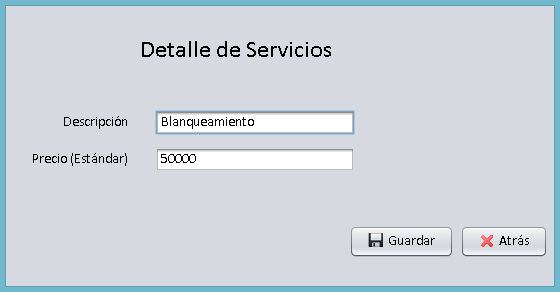 Detalle de Servicios
Descripción Blanqueamiento
Precio (Estándar) 50000
Guardar Atrás